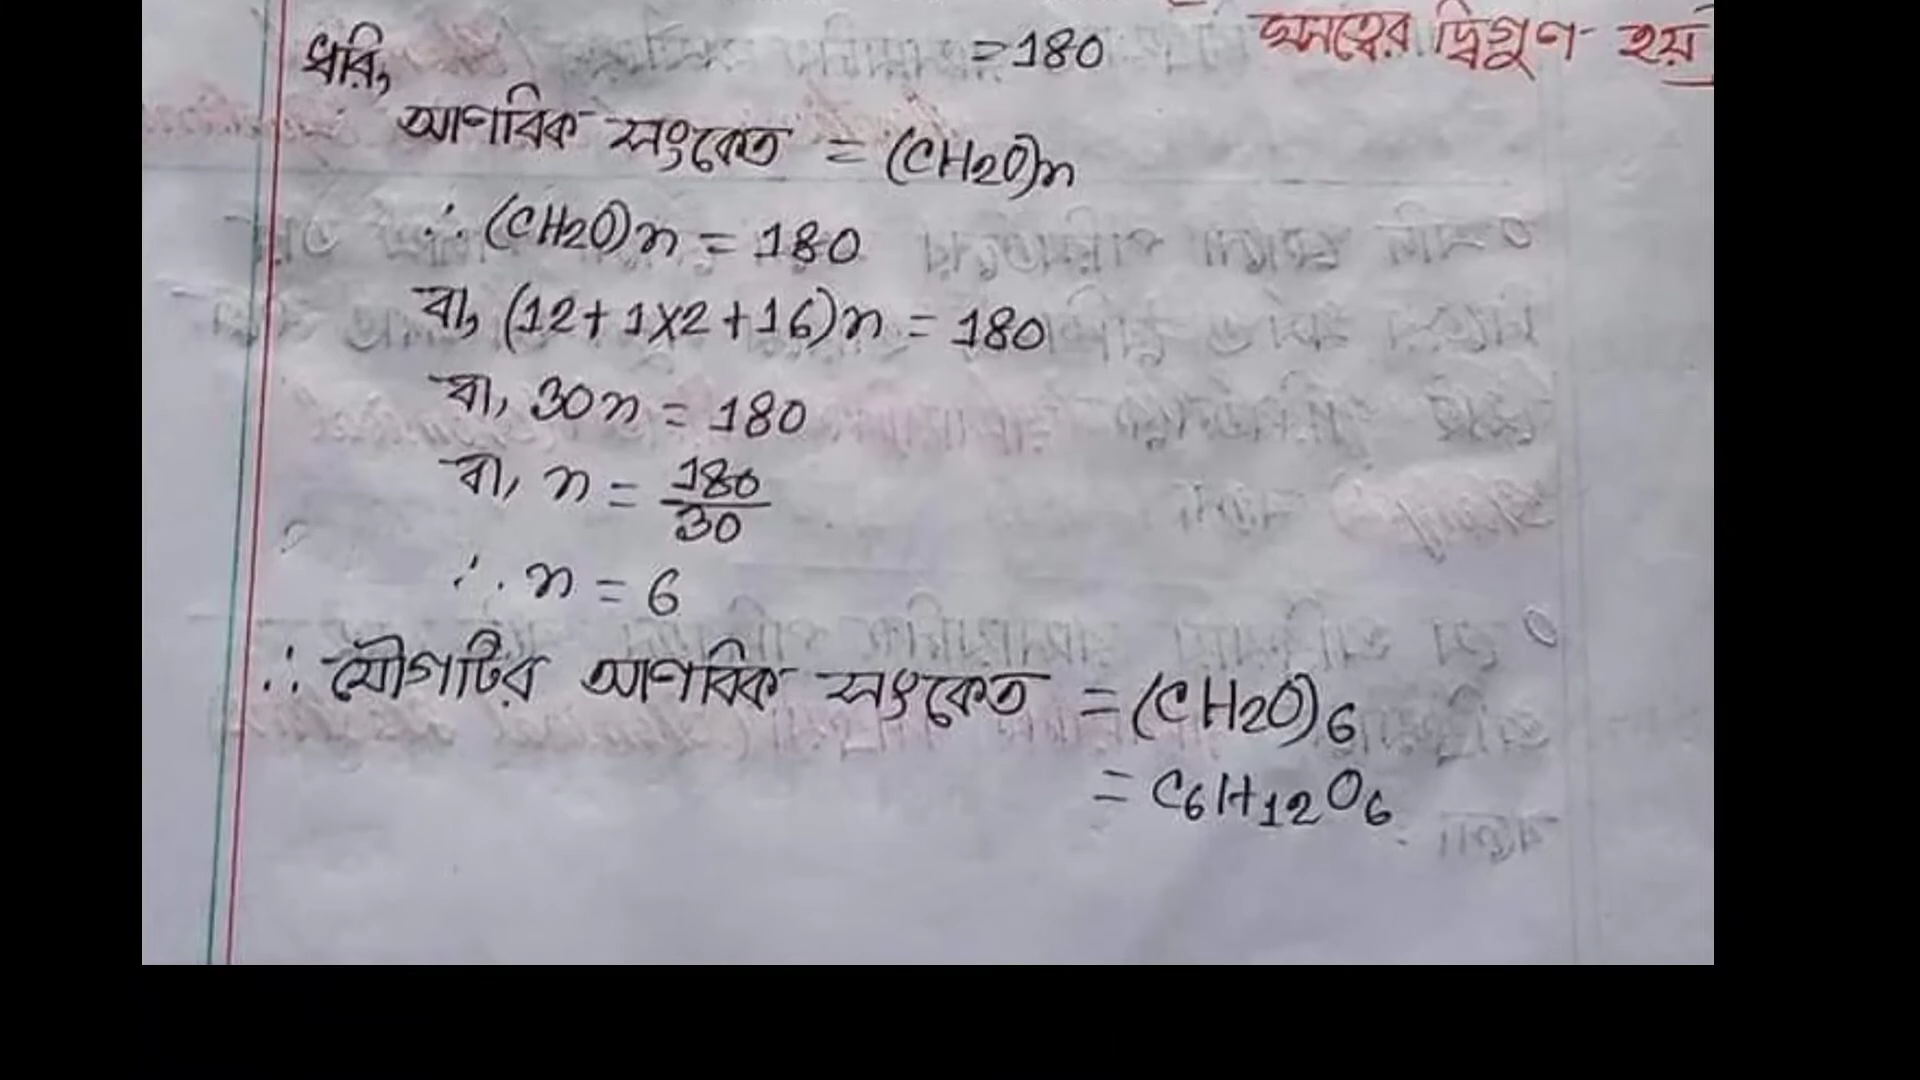 = 180 ঘনত্বের দ্বিগুণ হয়
ধরি,
আণবিক সংকেত = (CH2O)n
∴ (CH2O)n = 180
বা, (12+1×2+16)n = 180
বা, 30n = 180
বা, n = 180/30
∴ n = 6
∴ যৌগটির আণবিক সংকেত = (CH2O)6
= C6H12O6